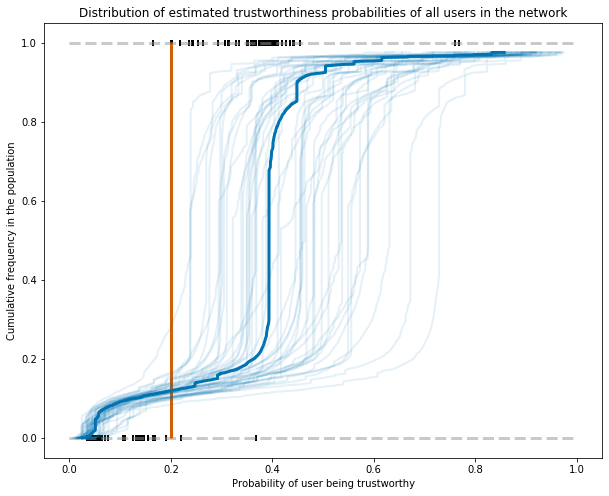 Distribution of estimated trustworthiness probabilities of all users in the network
1.0
0.8
0.6
0.4
0.2
0.0
Cumulative frequency in the population
0.0 0.2 0.4 0.6 0.8 1.0
Probability of user being trustworthy